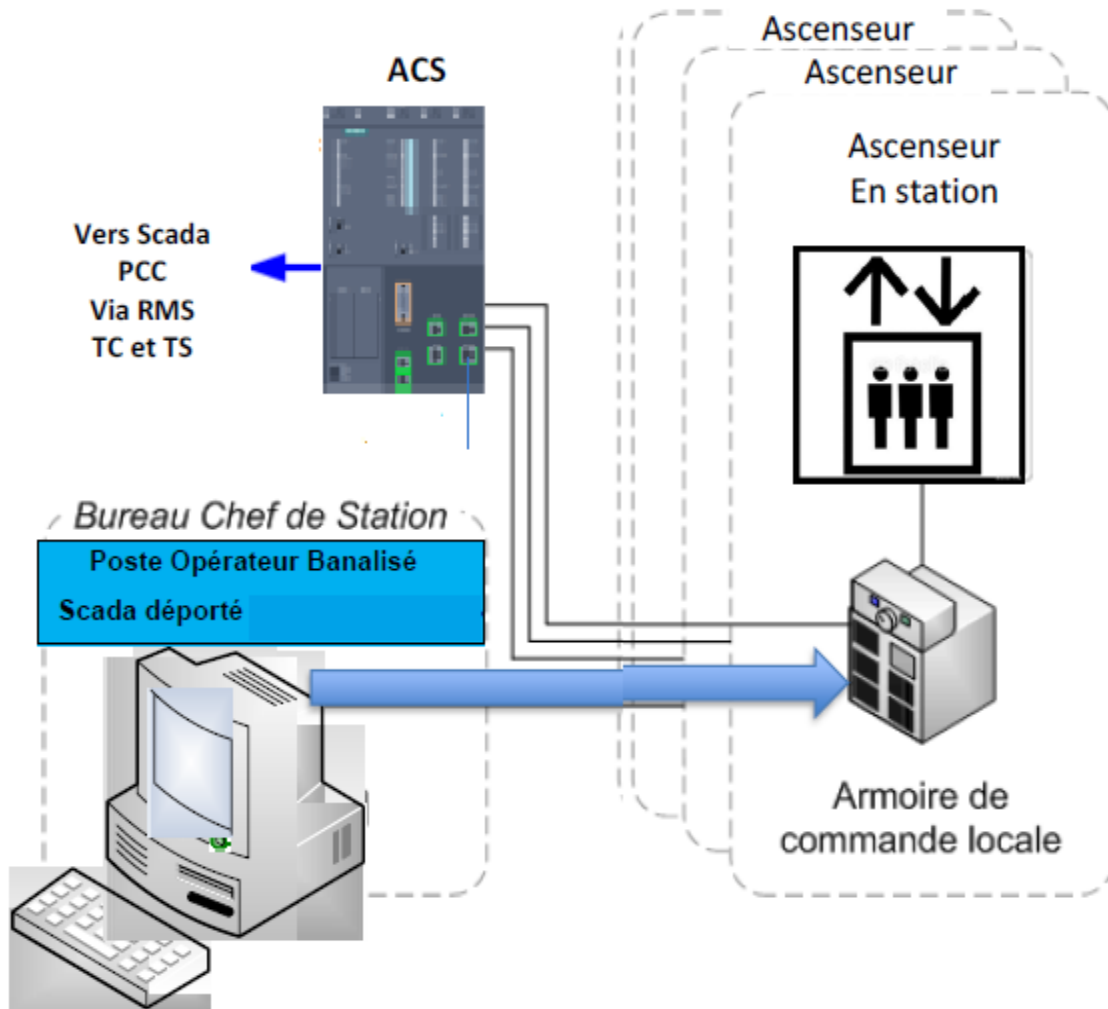 Ascenseur
Ascenseur
ACS
Ascenseur
En station
Vers Scada
PCC
Via RMS
TC et TS
Bureau Chef de Station
Poste Opérateur Banalisé
Scada déporté
Armoire de
commande locale